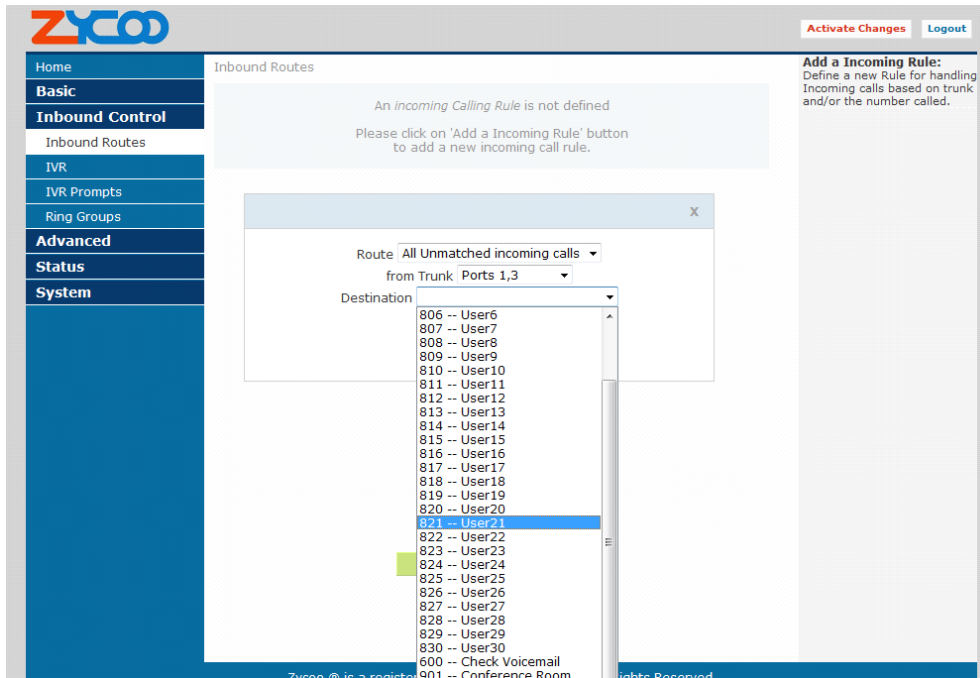 ZYCOO
Activate Changes
Logout
Home
Basic
Inbound Control
Inbound Routes
IVR
IVR Prompts
Ring Groups
Advanced
Status
System
Inbound Routes
An incoming Calling Rule is not defined
Please click on 'Add a Incoming Rule' button
to add a new incoming call rule.
X
Route All Unmatched incoming calls
from Trunk Ports 1,3
Destination
806 -- User6
807 -- User7
808 -- User8
809 -- User9
810 -- User10
811 -- User11
812 -- User12
813 -- User13
814 -- User14
815 -- User15
816 -- User16
817 -- User17
818 -- User18
819 -- User19
820 -- User20
821 -- User21
822 -- User22
823 -- User23
824 -- User24
825 -- User25
826 -- User26
827 -- User27
828 -- User28
829 -- User29
830 -- User30
600 -- Check Voicemail
901 -- Conference Room
Add a Incoming Rule:
Define a new Rule for handling
Incoming calls based on trunk
and/or the number called.
Zycoo ® is a Reserved